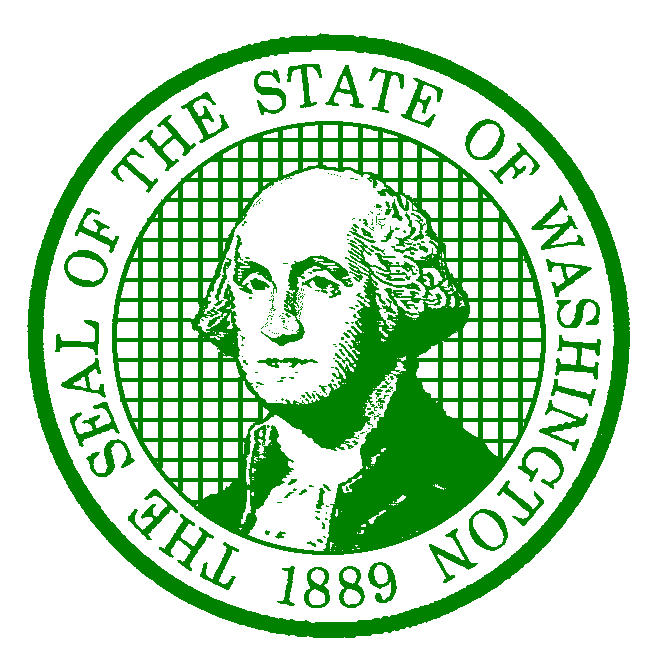 THE SEAL OF THE STATE OF WASHINGTON
1889